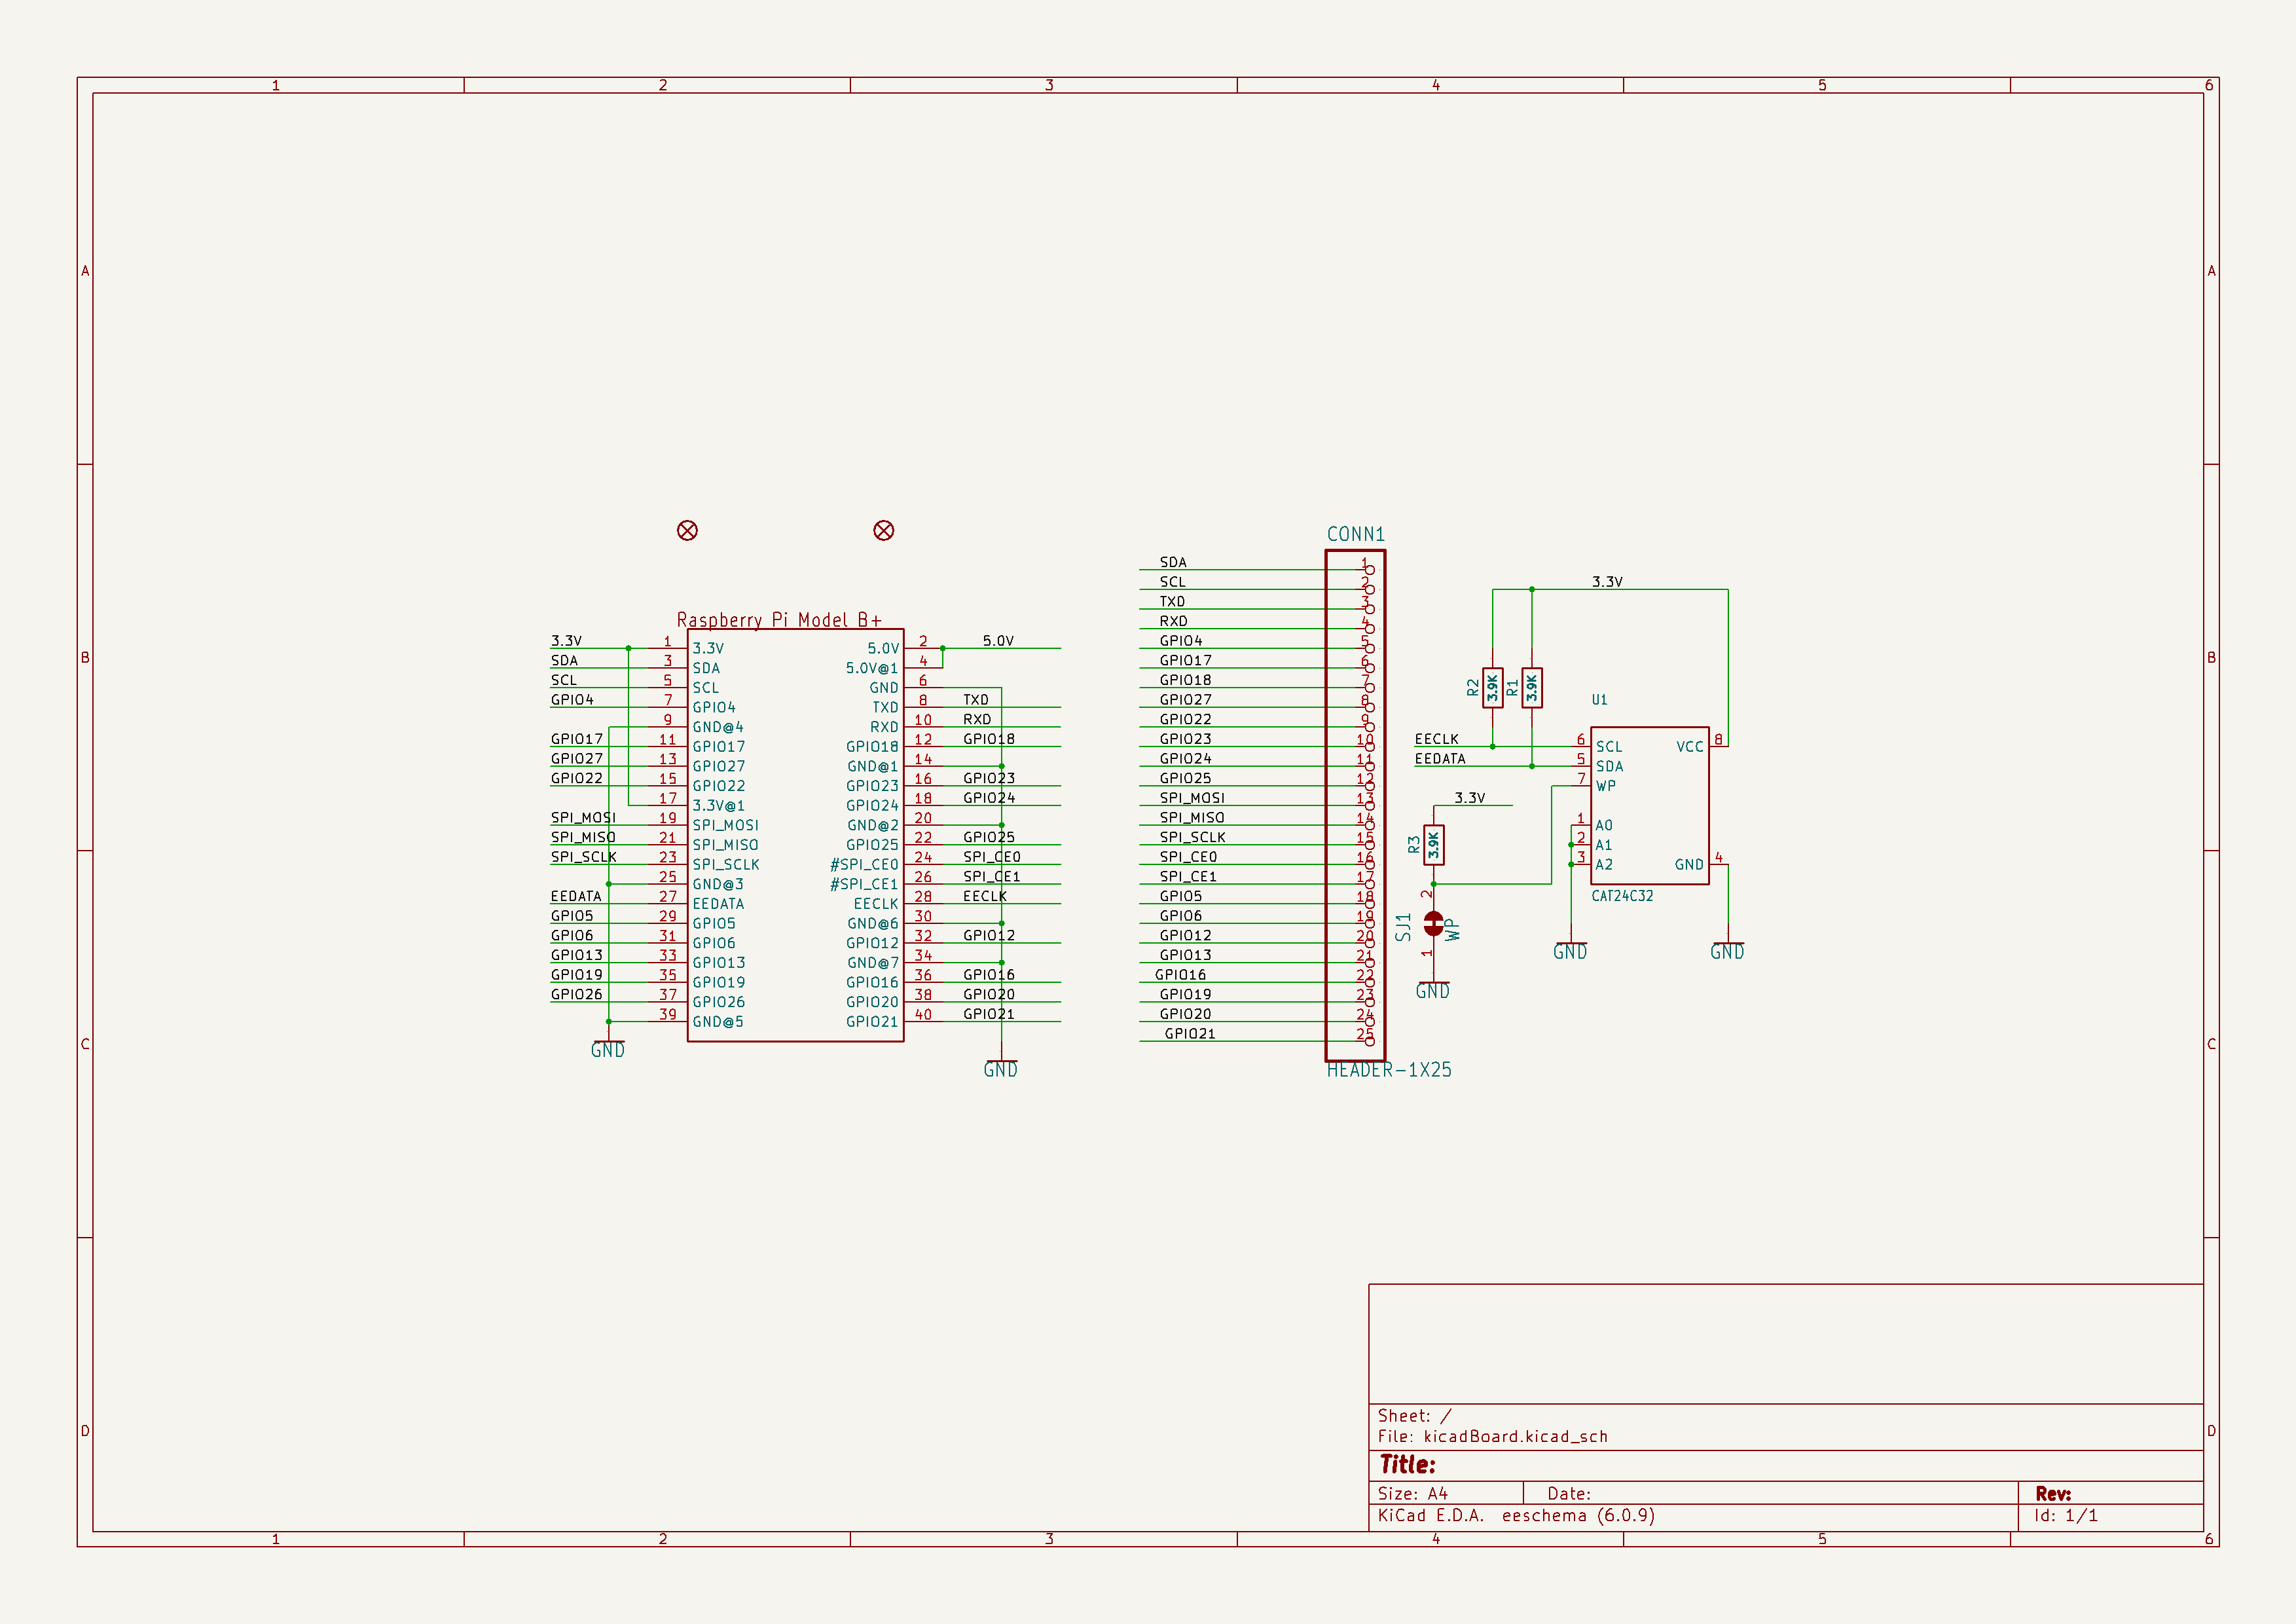 1 2 3 4 5 6
A A
B B
C C
D D
Raspberry Pi Model B+
3.3V 1 3.3V 5.0V 2 5.0V
SDA 3 SDA 5.0V@1 4
SCL 5 SCL GND 6
GPIO4 7 GPIO4 TXD 8 TXD
9 GND@4 RXD 10 RXD
GPIO17 11 GPIO17 GPIO18 12 GPIO18
GPIO27 13 GPIO27 GND@1 14
GPIO22 15 GPIO22 GPIO23 16 GPIO23
17 3.3V@1 GPIO24 18 GPIO24
SPI_MOSI 19 SPI_MOSI GND@2 20
SPI_MISO 21 SPI_MISO GPIO25 22 GPIO25
SPI_SCLK 23 SPI_SCLK #SPI_CE0 24 SPI_CE0
25 GND@3 #SPI_CE1 26 SPI_CE1
EEDATA 27 EEDATA EECLK 28 EECLK
GPIO5 29 GPIO5 GND@6 30
GPIO6 31 GPIO6 GPIO12 32 GPIO12
GPIO13 33 GPIO13 GND@7 34
GPIO19 35 GPIO19 GPIO16 36 GPIO16
GPIO26 37 GPIO26 GPIO20 38 GPIO20
39 GND@5 GPIO21 40 GPIO21
GND
GND
CONN1
SDA 1
SCL 2
TXD 3
RXD 4
GPIO4 5
GPIO17 6
GPIO18 7
GPIO27 8
GPIO22 9
GPIO23 10
GPIO24 11
GPIO25 12
SPI_MOSI 13
SPI_MISO 14
SPI_SCLK 15
SPI_CE0 16
SPI_CE1 17
GPIO5 18
GPIO6 19
GPIO12 20
GPIO13 21
GPIO16 22
GPIO19 23
GPIO20 24
GPIO21 25
HEADER-1X25
3.3V
R2 3.9K R1 3.9K
U1
EECLK 6 SCL VCC 8
EEDATA 5 SDA
7 WP
3.3V
1 A0
R3 3.9K 2 A1
3 A2 GND 4
CAT24C32
2
SJ1 WP
1
GND
GND GND
Sheet: /
File: kicadBoard.kicad_sch
Title:
Size: A4 Date: Rev:
KiCad E.D.A. eeschema (6.0.9) Id: 1/1
1 2 3 4 5 6